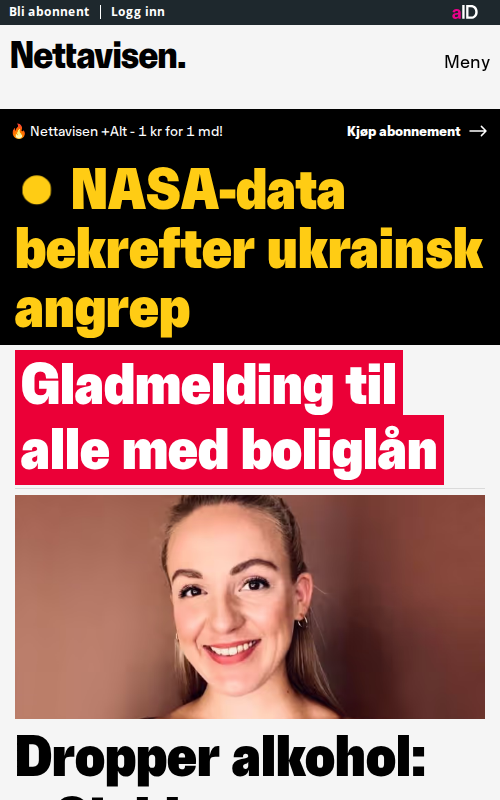 Bli abonnent | Logg inn
aID
Nettavisen.
Meny
🔥 Nettavisen +Alt - 1 kr for 1 md!
Kjøp abonnement →
NASA-data
bekrefter ukrainsk
angrep
Gladmelding til
alle med boliglån
Dropper alkohol: